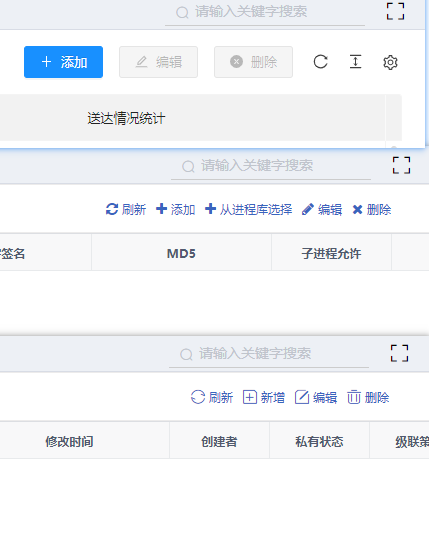 请输入关键字搜索
添加 编辑 删除
送达情况统计
请输入关键字搜索
刷新 添加 从进程库选择 编辑 删除
签名 MD5 子进程允许
请输入关键字搜索
刷新 新增 编辑 删除
修改时间 创建者 私有状态 级联策